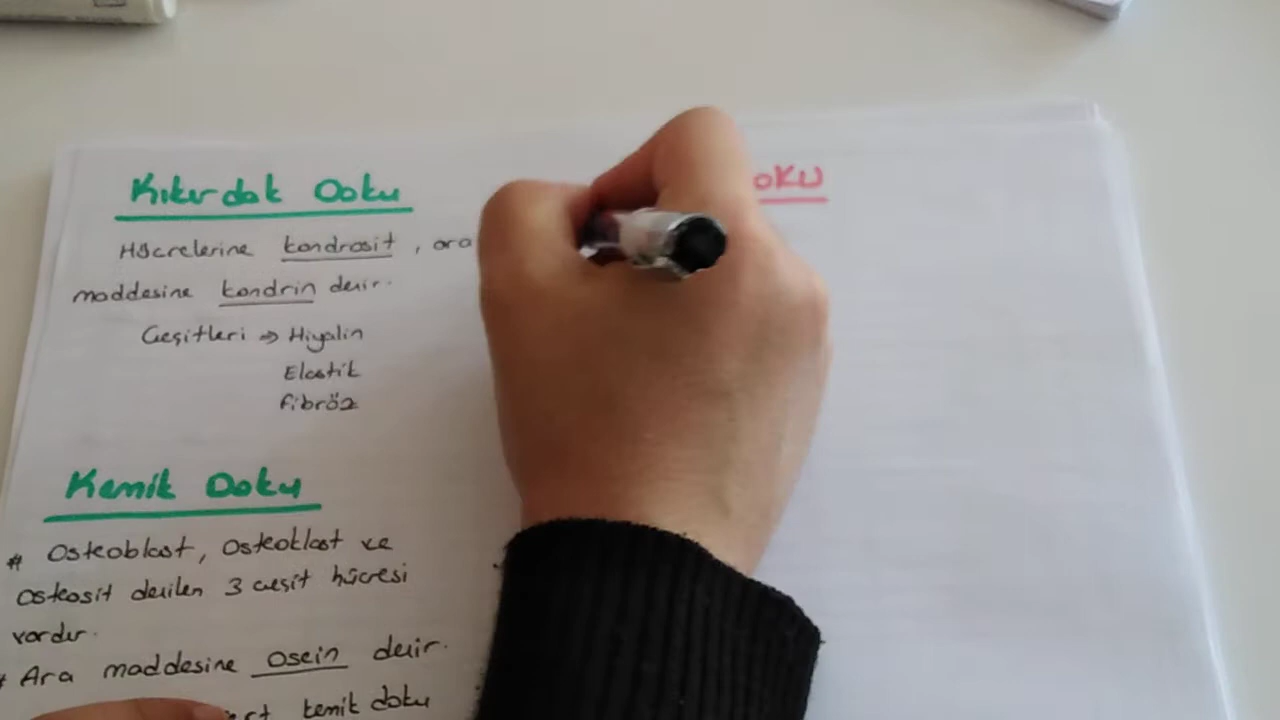 Kıkırdak Doku
Hücrelerine kondrosit, ara
maddesine kondrin denir.
Çeşitleri ⇒ Hiyalin
Elastik
fibröz
Kemik Doku
# Osteoblast, Osteoklast ve
Osteosit denilen 3 çeşit hücresi
vardır.
# Ara maddesine osein denir.
kemik doku